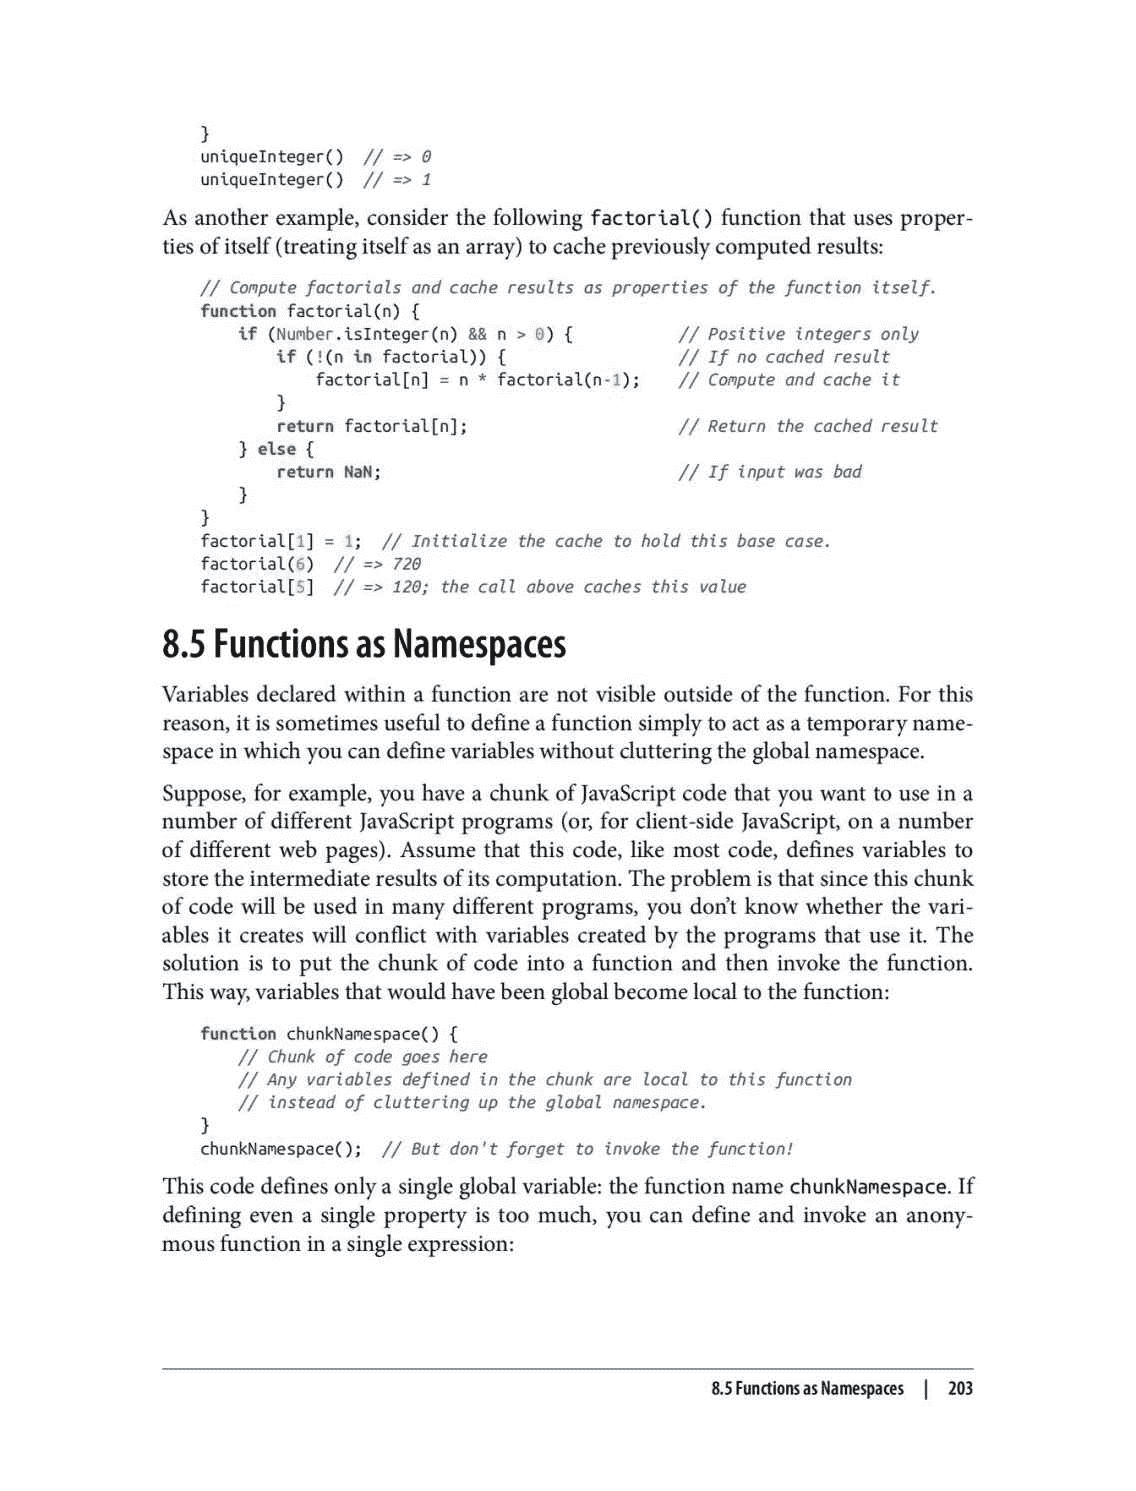 }
uniqueInteger()  // => 0
uniqueInteger()  // => 1
As another example, consider the following factorial() function that uses proper-
ties of itself (treating itself as an array) to cache previously computed results:
// Compute factorials and cache results as properties of the function itself.
function factorial(n) {
    if (Number.isInteger(n) && n > 0) {           // Positive integers only
        if (!(n in factorial)) {                  // If no cached result
            factorial[n] = n * factorial(n-1);    // Compute and cache it
        }
        return factorial[n];                      // Return the cached result
    } else {
        return NaN;                               // If input was bad
    }
}
factorial[1] = 1;  // Initialize the cache to hold this base case.
factorial(6)  // => 720
factorial[5]  // => 120; the call above caches this value
8.5 Functions as Namespaces
Variables declared within a function are not visible outside of the function. For this
reason, it is sometimes useful to define a function simply to act as a temporary name-
space in which you can define variables without cluttering the global namespace.
Suppose, for example, you have a chunk of JavaScript code that you want to use in a
number of different JavaScript programs (or, for client-side JavaScript, on a number
of different web pages). Assume that this code, like most code, defines variables to
store the intermediate results of its computation. The problem is that since this chunk
of code will be used in many different programs, you don’t know whether the vari-
ables it creates will conflict with variables created by the programs that use it. The
solution is to put the chunk of code into a function and then invoke the function.
This way, variables that would have been global become local to the function:
function chunkNamespace() {
    // Chunk of code goes here
    // Any variables defined in the chunk are local to this function
    // instead of cluttering up the global namespace.
}
chunkNamespace();  // But don't forget to invoke the function!
This code defines only a single global variable: the function name chunkNamespace. If
defining even a single property is too much, you can define and invoke an anony-
mous function in a single expression:
8.5 Functions as Namespaces | 203